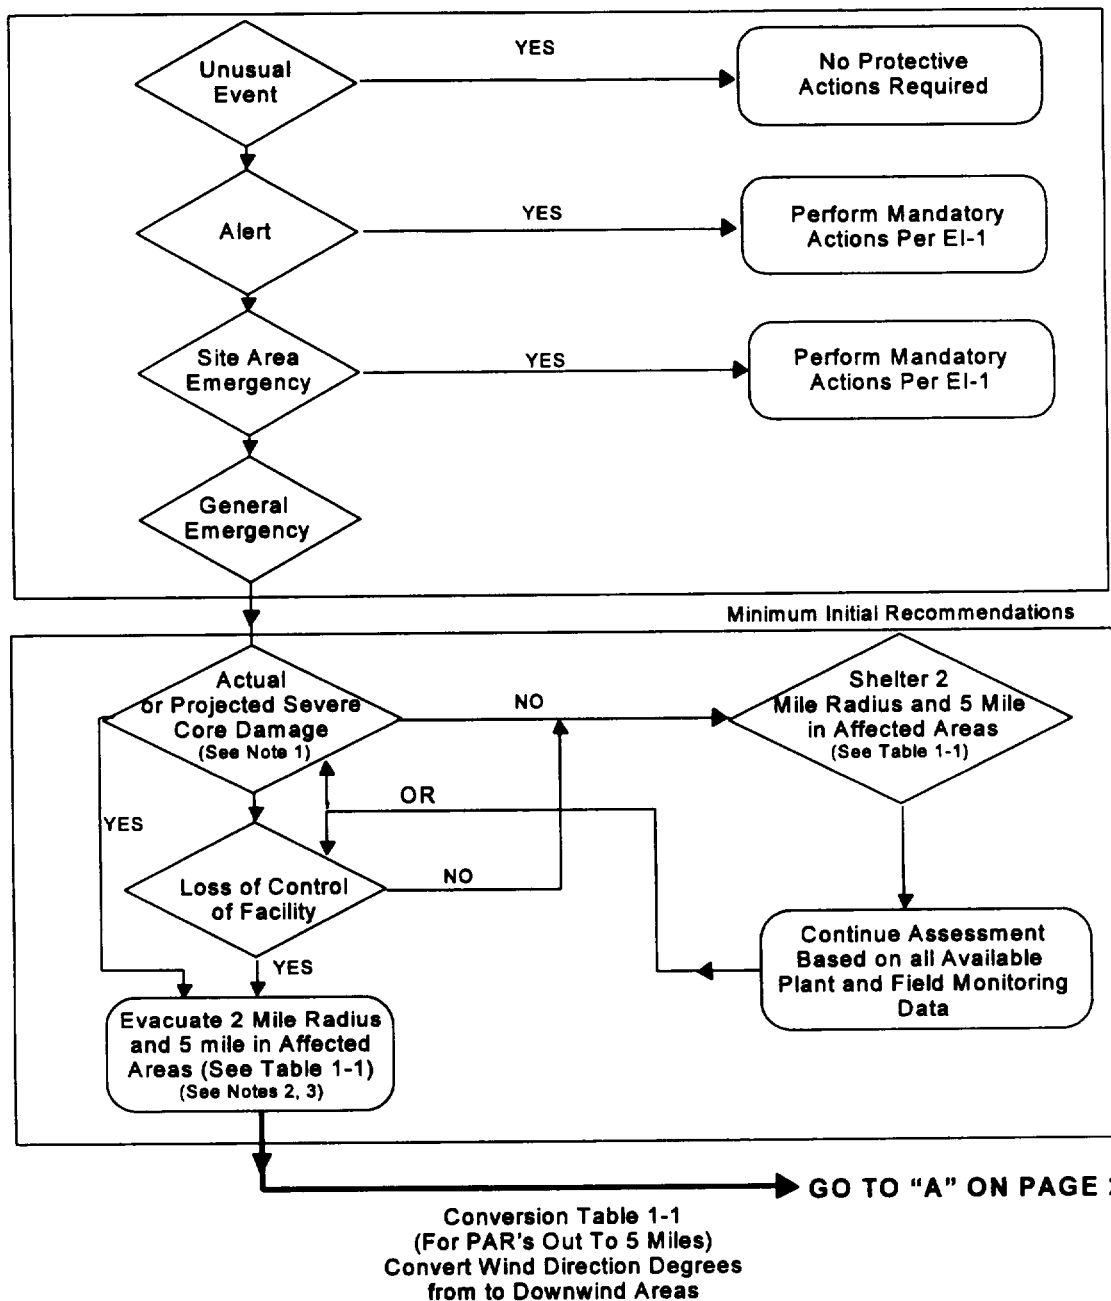 Unusual
Event
YES
No Protective
Actions Required
Alert
YES
Perform Mandatory
Actions Per EI-1
Site Area
Emergency
YES
Perform Mandatory
Actions Per EI-1
General
Emergency
Minimum Initial Recommendations
Actual
or Projected Severe
Core Damage
(See Note 1)
NO
Shelter 2
Mile Radius and 5 Mile
in Affected Areas
(See Table 1-1)
OR
YES
Loss of Control
of Facility
NO
YES
Continue Assessment
Based on all Available
Plant and Field Monitoring
Data
Evacuate 2 Mile Radius
and 5 mile in Affected
Areas (See Table 1-1)
(See Notes 2, 3)
GO TO “A” ON PAGE
Conversion Table 1-1
(For PAR's Out To 5 Miles)
Convert Wind Direction Degrees
from to Downwind Areas